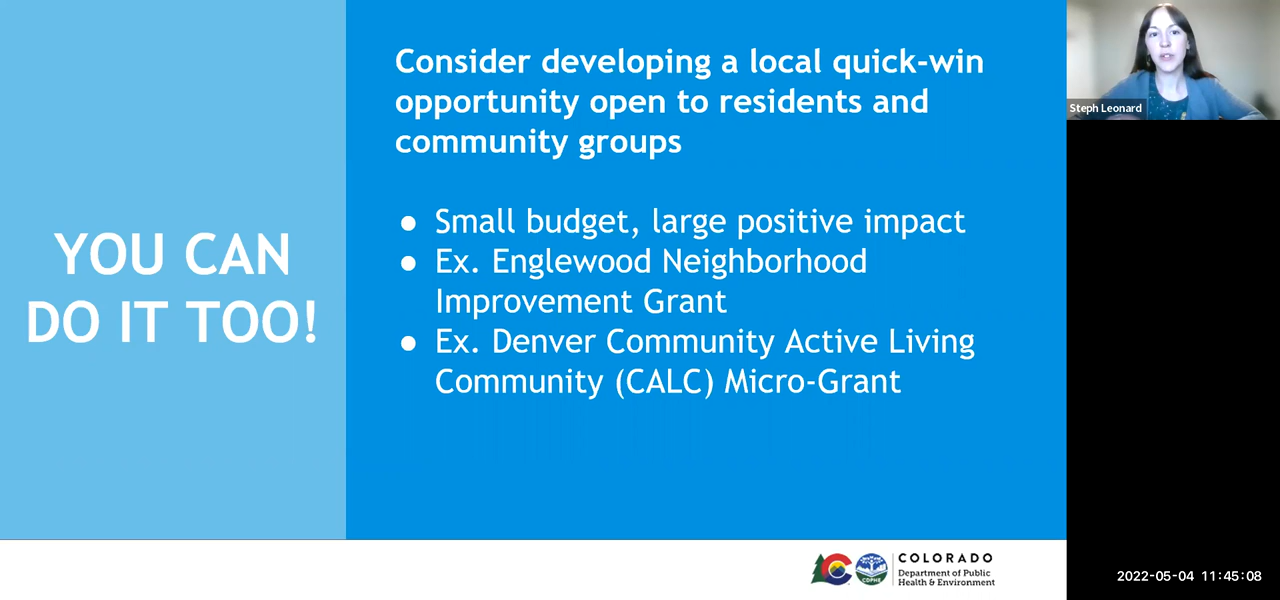 YOU CAN
DO IT TOO!
Consider developing a local quick-win
opportunity open to residents and
community groups
● Small budget, large positive impact
● Ex. Englewood Neighborhood
Improvement Grant
● Ex. Denver Community Active Living
Community (CALC) Micro-Grant
Steph Leonard
CDPHE
COLORADO
Department of Public
Health & Environment
2022-05-04 11:45:08